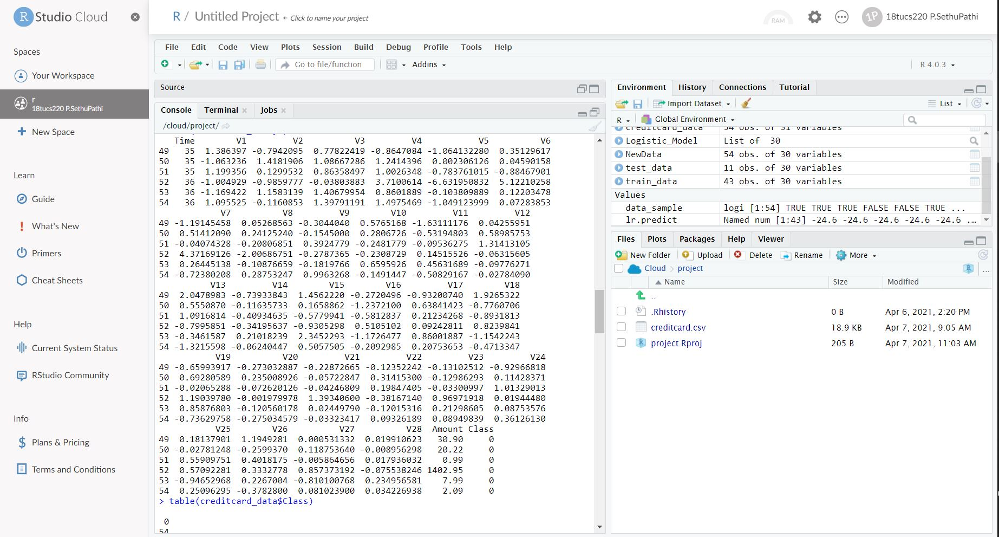 R Studio Cloud
Spaces
Your Workspace
r
18tucs220 P.SethuPathi
New Space
Learn
Guide
What's New
Primers
Cheat Sheets
Help
Current System Status
RStudio Community
Info
Plans & Pricing
Terms and Conditions
R / Untitled Project ← Click to name your project
RAM
1P 18tucs220 P.SethuPathi
File Edit Code View Plots Session Build Debug Profile Tools Help
Go to file/function Addins R 4.0.3
Source
Console Terminal Jobs
/cloud/project/
Time V1 V2 V3 V4 V5 V6
49 35 1.386397 -0.7942095 0.77822419 -0.8647084 -1.064132280 0.35129617
50 35 -1.063236 1.4181906 1.08667286 1.2414396 0.002306126 0.04590158
51 35 1.199356 0.1299532 0.86358497 1.0026348 -0.783761015 -0.88467901
52 36 -1.004929 -0.9859777 -0.03803883 3.7100614 -6.631950832 5.12210258
53 36 -1.169422 1.1583139 1.40679954 0.8601889 -0.103809889 0.12203478
54 36 1.095525 -0.1160853 1.39791191 1.4975469 -1.049123999 0.07283853
V7 V8 V9 V10 V11 V12
49 -1.19145458 0.05268563 -0.3044040 0.5765168 -1.63111176 0.04255951
50 0.51412090 0.24125240 -0.1545000 0.2806726 -0.53194803 0.58985753
51 -0.04074328 -0.20806851 0.3924779 -0.2481779 -0.09536275 1.31413105
52 4.37169126 -2.00686751 -0.2787365 -0.2308729 0.14515526 -0.06315605
53 0.26445138 -0.10876659 -0.1819766 0.6595926 0.45631689 -0.09776271
54 -0.72380208 0.28753247 0.9963268 -0.1491447 -0.50829167 -0.02784090
V13 V14 V15 V16 V17 V18
49 2.0478983 -0.73933843 1.4562220 -0.2720496 -0.93200740 1.9265322
50 0.5550870 -0.11635733 0.1658862 -1.2372100 0.63841423 -0.7760706
51 1.0916814 -0.40934635 -0.5779941 -0.5812837 0.21234268 -0.8931813
52 -0.7995851 -0.34195637 -0.9305298 0.5105102 0.09242811 0.8239841
53 -0.3461587 0.21018239 2.3452293 -1.1726477 0.86001887 -1.1542243
54 -1.3215598 -0.06240447 0.5057505 -0.2092985 0.20753653 -0.4713347
V19 V20 V21 V22 V23 V24
49 -0.65993917 -0.273032887 -0.22872665 -0.12352242 -0.13102512 -0.92966818
50 0.69280589 0.235008926 -0.05722847 0.31415300 -0.12986293 0.11428371
51 -0.02065288 -0.072620126 -0.04246809 0.19847405 -0.03300997 1.01329013
52 1.19039780 -0.001979978 1.39340600 -0.38167140 0.96971918 0.01944480
53 0.85876803 -0.120560178 0.02449790 -0.12015316 0.21298605 0.08753576
54 -0.73629758 -0.275034579 -0.03323417 0.09326189 0.08949839 0.36126130
V25 V26 V27 V28 Amount Class
49 0.18137901 1.1949281 0.000531332 0.019910623 30.90 0
50 -0.02781248 -0.2599370 0.118753640 -0.008956298 20.22 0
51 0.55909751 0.4018175 -0.005864656 0.017936032 0.99 0
52 0.57092281 0.3332778 0.857373192 -0.075538246 1402.95 0
53 -0.94652968 0.2267004 -0.810100768 0.234956581 7.99 0
54 0.25096295 -0.3782800 0.081023900 0.034226938 2.09 0
> table(creditcard_data$Class)
0
54
Environment History Connections Tutorial
Import Dataset List
R Global Environment
creditcard_data 54 obs. of 31 variables
Logistic_Model List of 30
NewData 54 obs. of 30 variables
test_data 11 obs. of 30 variables
train_data 43 obs. of 30 variables
Values
data_sample logi [1:54] TRUE TRUE TRUE FALSE FALSE TRUE ...
lr.predict Named num [1:43] -24.6 -24.6 -24.6 -24.6 -24.6 ...
Files Plots Packages Help Viewer
New Folder Upload Delete Rename More
Cloud project ...
Name Size Modified
..
.Rhistory 0 B Apr 6, 2021, 2:20 PM
creditcard.csv 18.9 KB Apr 7, 2021, 9:05 AM
project.Rproj 205 B Apr 7, 2021, 11:03 AM